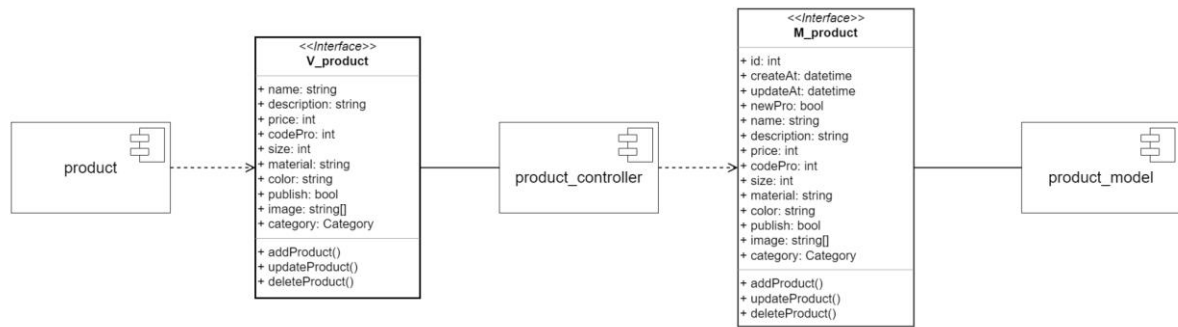 product
<<Interface>>
V_product
+ name: string
+ description: string
+ price: int
+ codePro: int
+ size: int
+ material: string
+ color: string
+ publish: bool
+ image: string[]
+ category: Category
+ addProduct()
+ updateProduct()
+ deleteProduct()
product_controller
<<Interface>>
M_product
+ id: int
+ createAt: datetime
+ updateAt: datetime
+ newPro: bool
+ name: string
+ description: string
+ price: int
+ codePro: int
+ size: int
+ material: string
+ color: string
+ publish: bool
+ image: string[]
+ category: Category
+ addProduct()
+ updateProduct()
+ deleteProduct()
product_model